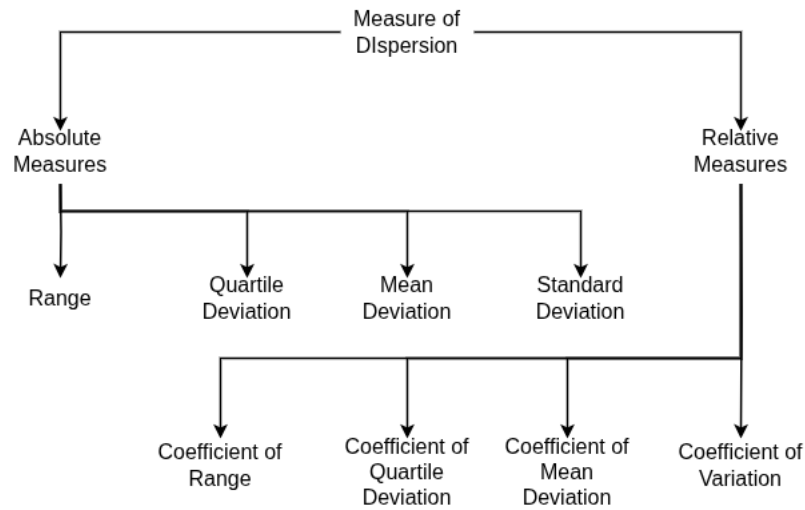 Measure of
DIspersion
Absolute
Measures
Relative
Measures
Range
Quartile
Deviation
Mean
Deviation
Standard
Deviation
Coefficient of
Range
Coefficient of
Quartile
Deviation
Coefficient of
Mean
Deviation
Coefficient of
Variation